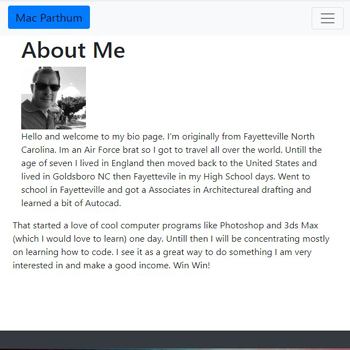 Mac Parthum
About Me
Hello and welcome to my bio page. I'm originally from Fayetteville North
Carolina. Im an Air Force brat so I got to travel all over the world. Untill the
age of seven I lived in England then moved back to the United States and
lived in Goldsboro NC then Fayettevile in my High School days. Went to
school in Fayetteville and got a Associates in Architectureal drafting and
learned a bit of Autocad.
That started a love of cool computer programs like Photoshop and 3ds Max
(which I would love to learn) one day. Untill then I will be concentrating mostly
on learning how to code. I see it as a great way to do something I am very
interested in and make a good income. Win Win!